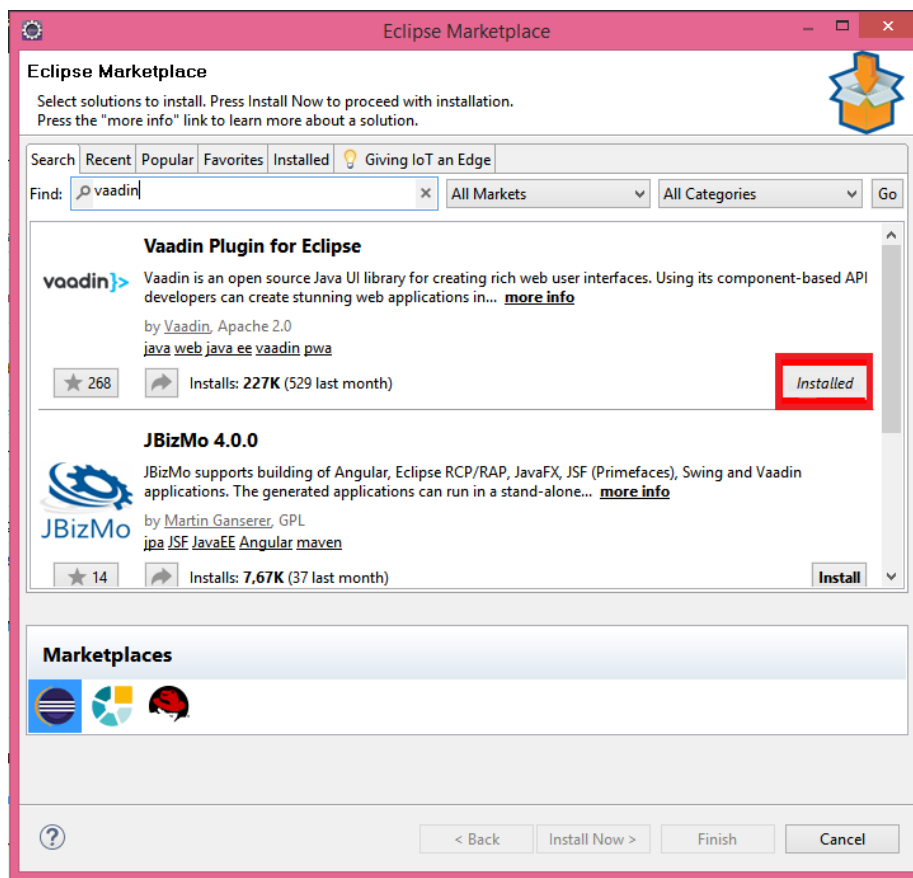 Eclipse Marketplace
Eclipse Marketplace
Select solutions to install. Press Install Now to proceed with installation.
Press the "more info" link to learn more about a solution.
Search Recent Popular Favorites Installed Giving IoT an Edge
Find: vaadin All Markets All Categories Go
Vaadin Plugin for Eclipse
vaadin}>
Vaadin is an open source Java UI library for creating rich web user interfaces. Using its component-based API
developers can create stunning web applications in... more info
by Vaadin, Apache 2.0
java web java ee vaadin pwa
268 Installs: 227K (529 last month) Installed
JBizMo 4.0.0
JBizMo supports building of Angular, Eclipse RCP/RAP, JavaFX, JSF (Primefaces), Swing and Vaadin
applications. The generated applications can run in a stand-alone... more info
JBizMo
by Martin Ganserer, GPL
jpa JSF JavaEE Angular maven
14 Installs: 7,67K (37 last month) Install
Marketplaces
? < Back Install Now > Finish Cancel